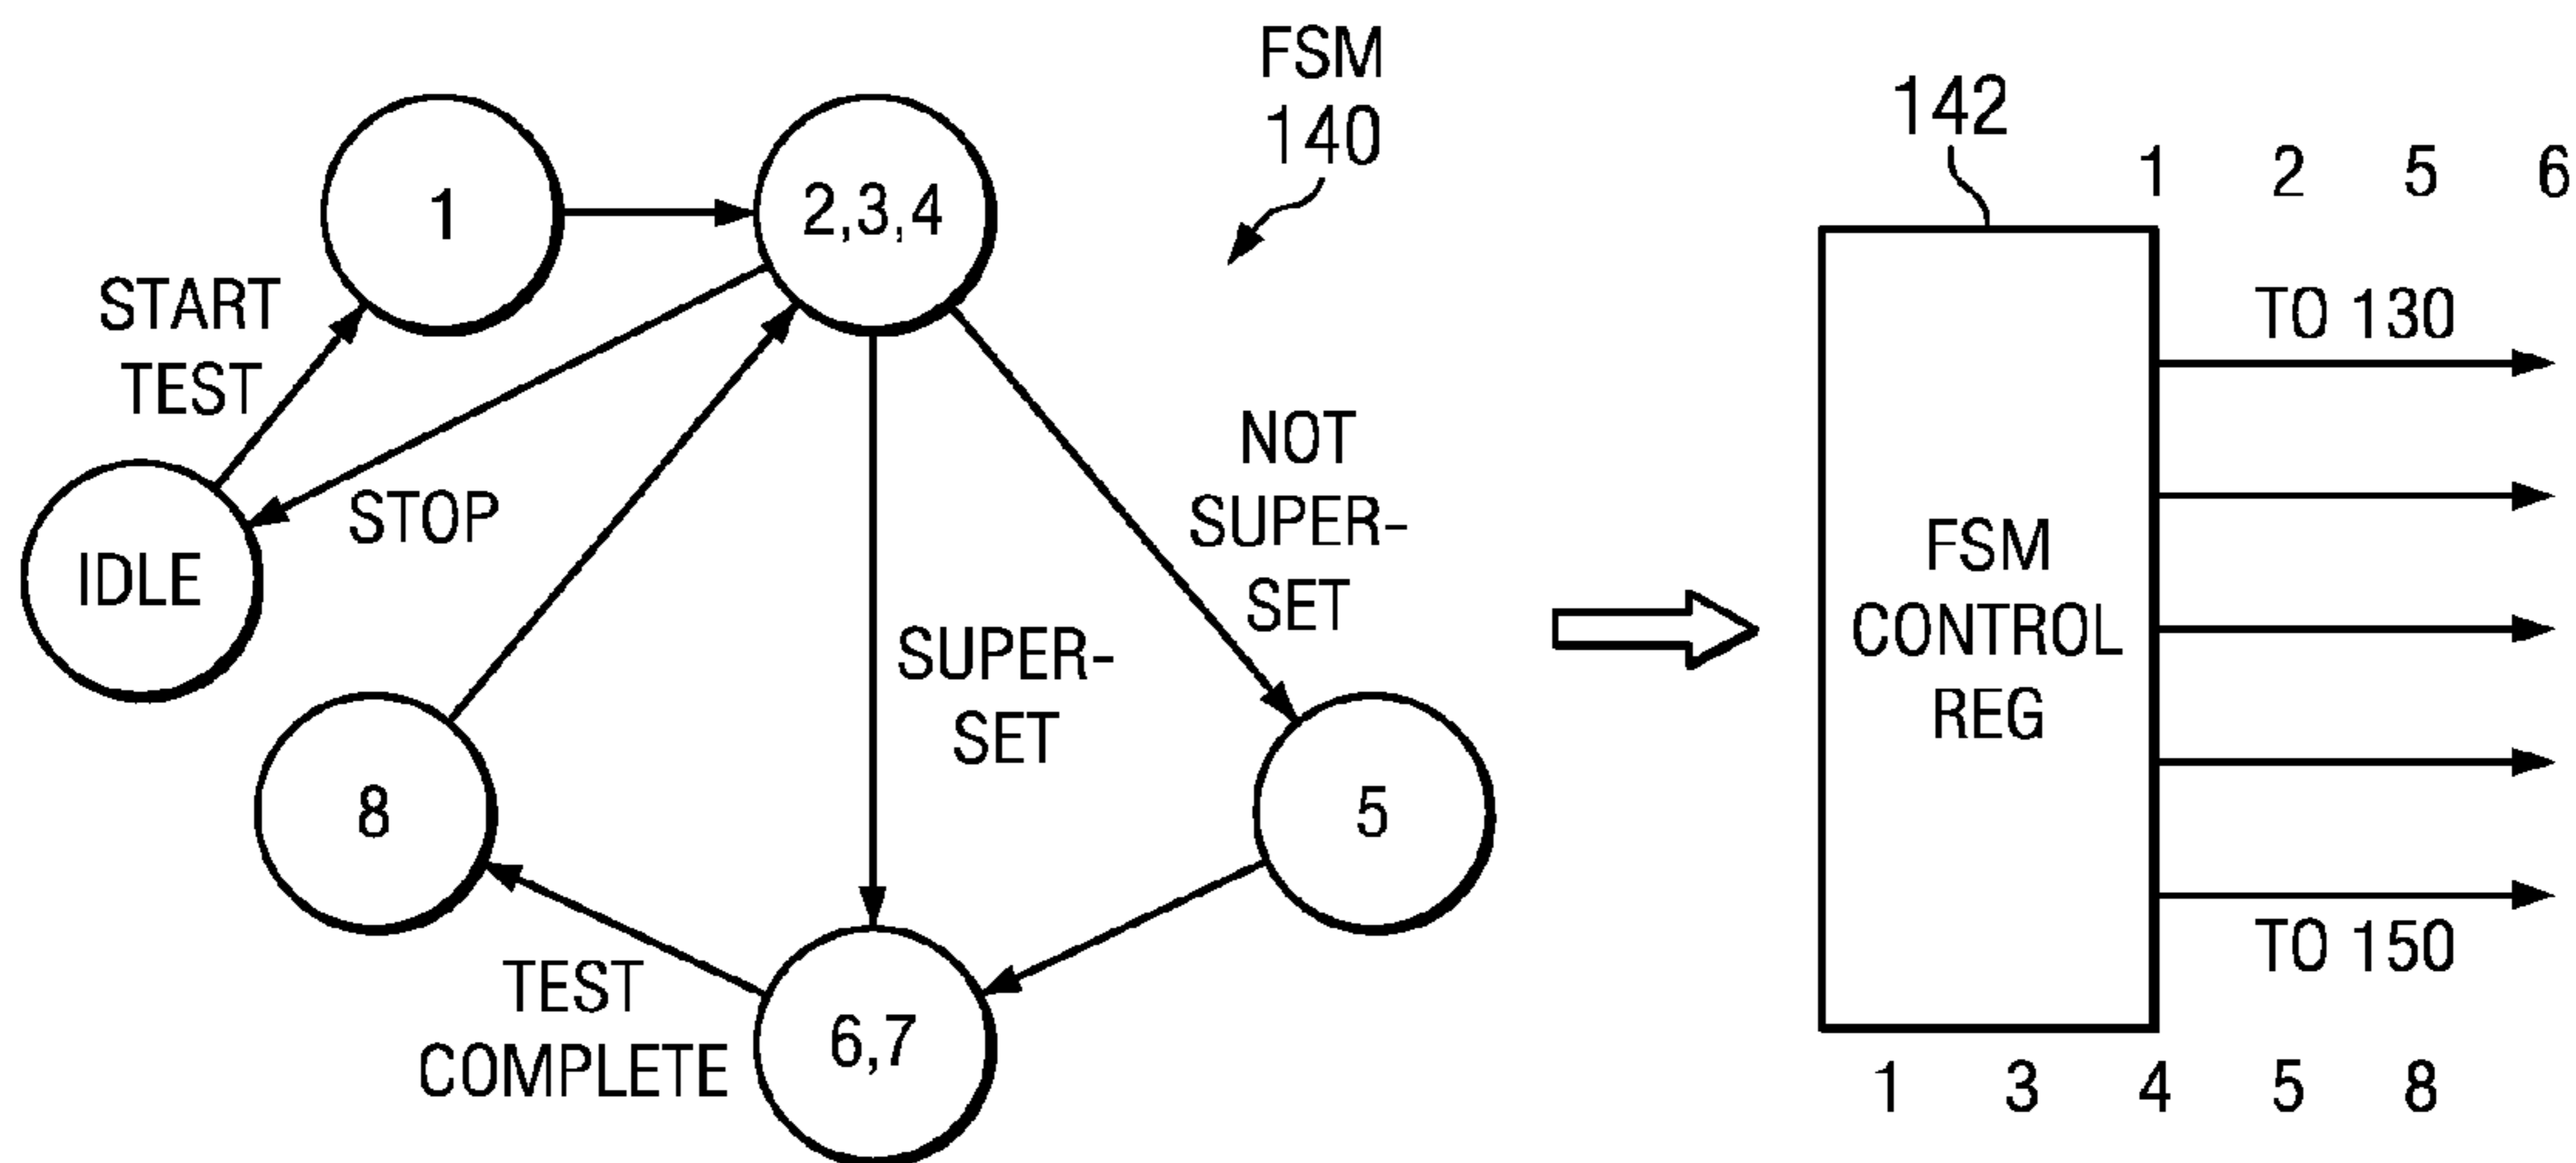 FSM
140
1
2,3,4
START
TEST
STOP
IDLE
NOT
SUPER-
SET
SUPER-
SET
8
5
TEST
COMPLETE
6,7
142
1 2 5 6
TO 130
FSM
CONTROL
REG
TO 150
1 3 4 5 8